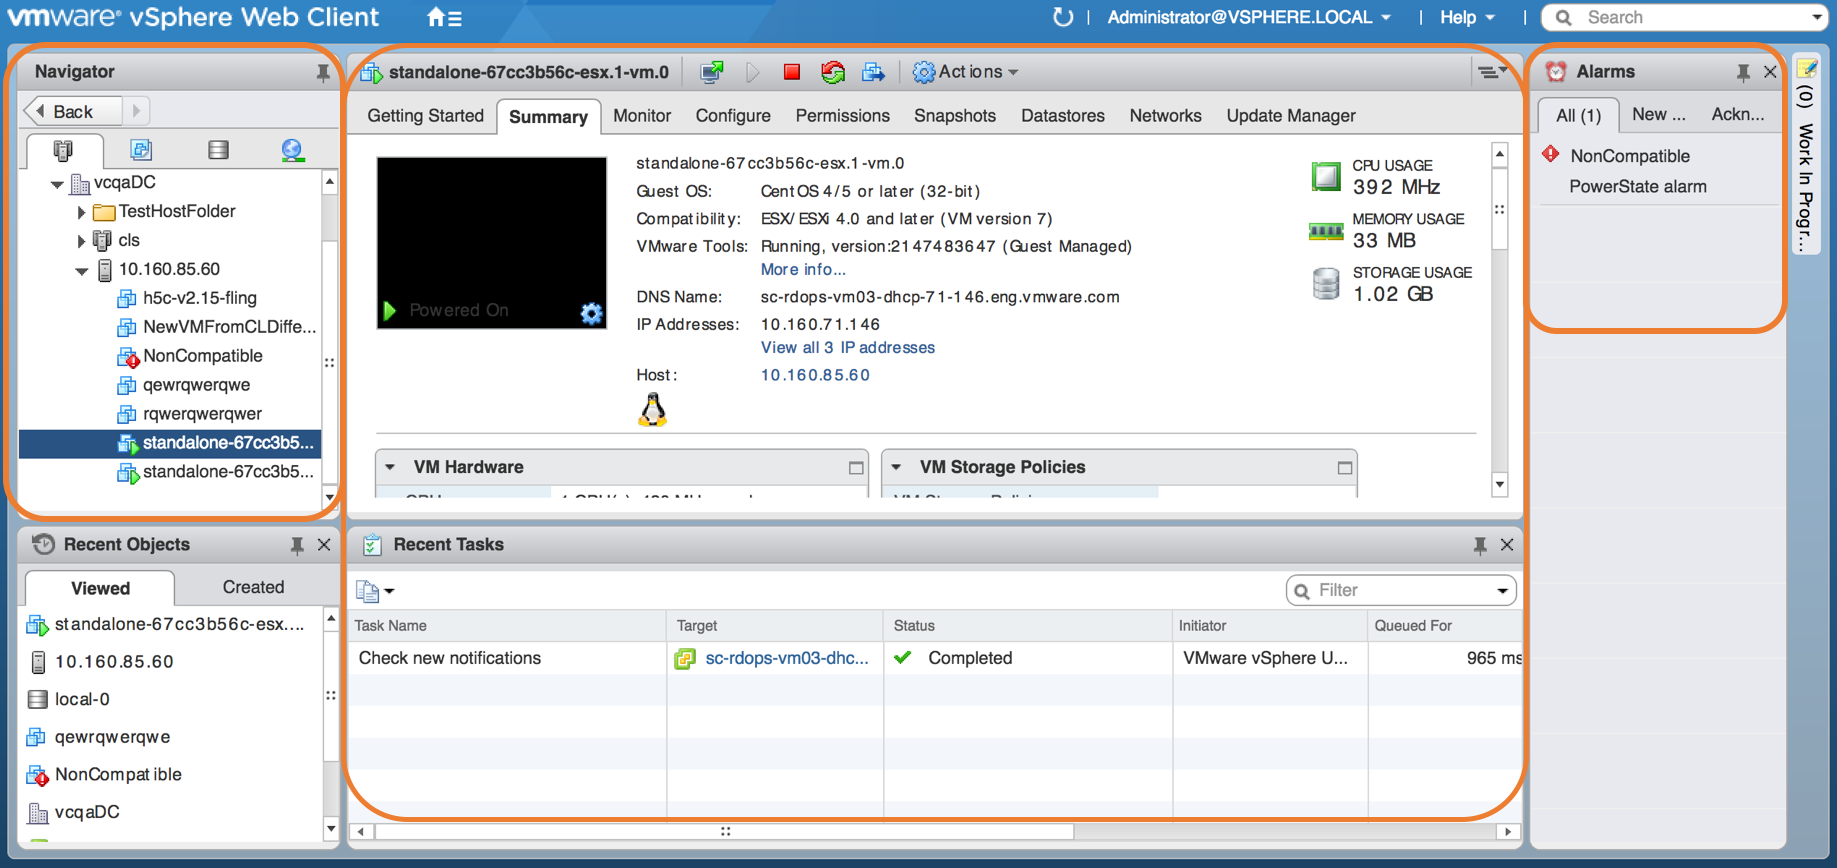 vmware® vSphere Web Client
Administrator@VSPHERE.LOCAL
Help
Search
Navigator
Back
vcqaDC
TestHostFolder
cls
10.160.85.60
h5c-v2.15-fling
NewVMFromCLDiffe...
NonCompatible
qewrqwerqwe
rqwerqwerqwer
standalone-67cc3b5...
standalone-67cc3b5...
Recent Objects
Viewed Created
standalone-67cc3b56c-esx....
10.160.85.60
local-0
qewrqwerqwe
NonCompatible
vcqaDC
standalone-67cc3b56c-esx.1-vm.0
Actions
Getting Started Summary Monitor Configure Permissions Snapshots Datastores Networks Update Manager
Powered On
standalone-67cc3b56c-esx.1-vm.0
Guest OS: CentOS 4/5 or later (32-bit)
Compatibility: ESX/ESXi 4.0 and later (VM version 7)
VMware Tools: Running, version:2147483647 (Guest Managed)
More info...
DNS Name: sc-rdops-vm03-dhcp-71-146.eng.vmware.com
IP Addresses: 10.160.71.146
View all 3 IP addresses
Host: 10.160.85.60
CPU USAGE
392 MHz
MEMORY USAGE
33 MB
STORAGE USAGE
1.02 GB
VM Hardware
VM Storage Policies
Recent Tasks
Filter
Task Name Target Status Initiator Queued For
Check new notifications sc-rdops-vm03-dhc... Completed VMware vSphere U... 965 ms
Alarms
All (1) New ... Ackn...
NonCompatible
PowerState alarm
(0) Work In Progr...